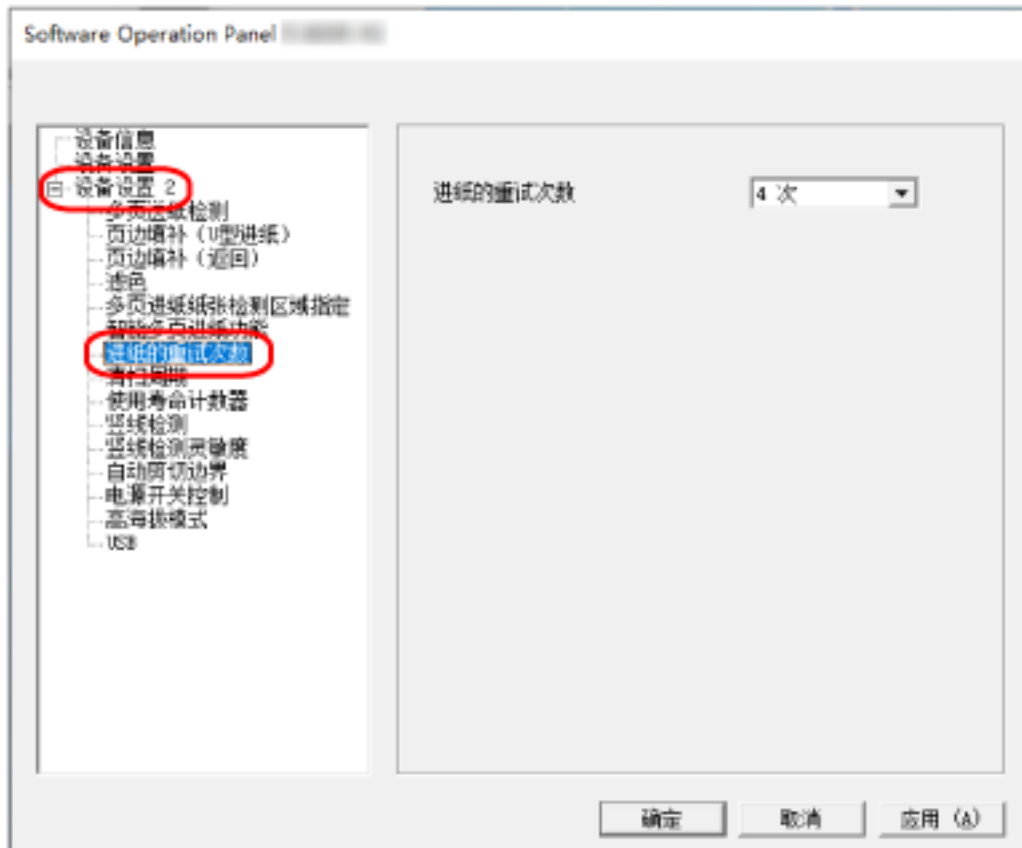 Software Operation Panel
设备信息
设备设置
设备设置 2
多页送纸检测
页边填补（U型进纸）
页边填补（返回）
滤色
多页进纸纸张检测区域指定
智能多页进纸功能
进纸的重试次数
清扫周期
使用寿命计数器
竖线检测
竖线检测灵敏度
自动剪切边界
电源开关控制
高海拔模式
USB
进纸的重试次数 4 次
确定 取消 应用 (A)